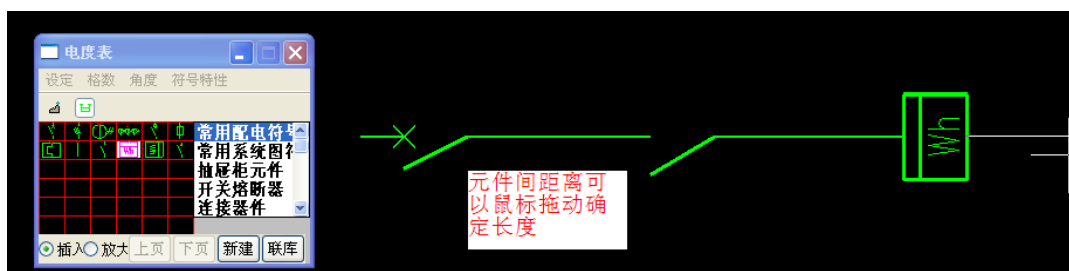 电度表
设定 格数 角度 符号特性
常用配电符号
常用系统图符
抽屉柜元件
开关熔断器
连接器件
插入 放大 上页 下页 新建 联库
元件间距离可
以鼠标拖动确
定长度
Wh